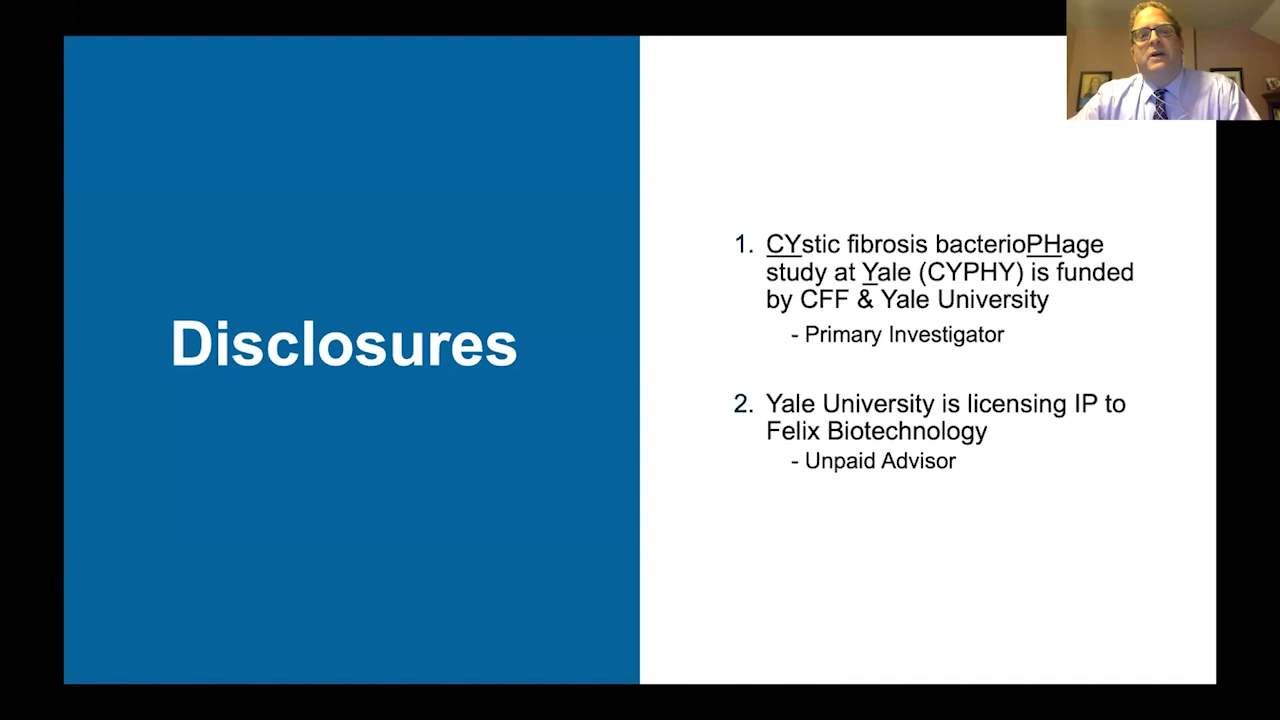 Disclosures
1. CYstic fibrosis bacterioPHage
study at Yale (CYPHY) is funded
by CFF & Yale University
- Primary Investigator
2. Yale University is licensing IP to
Felix Biotechnology
- Unpaid Advisor